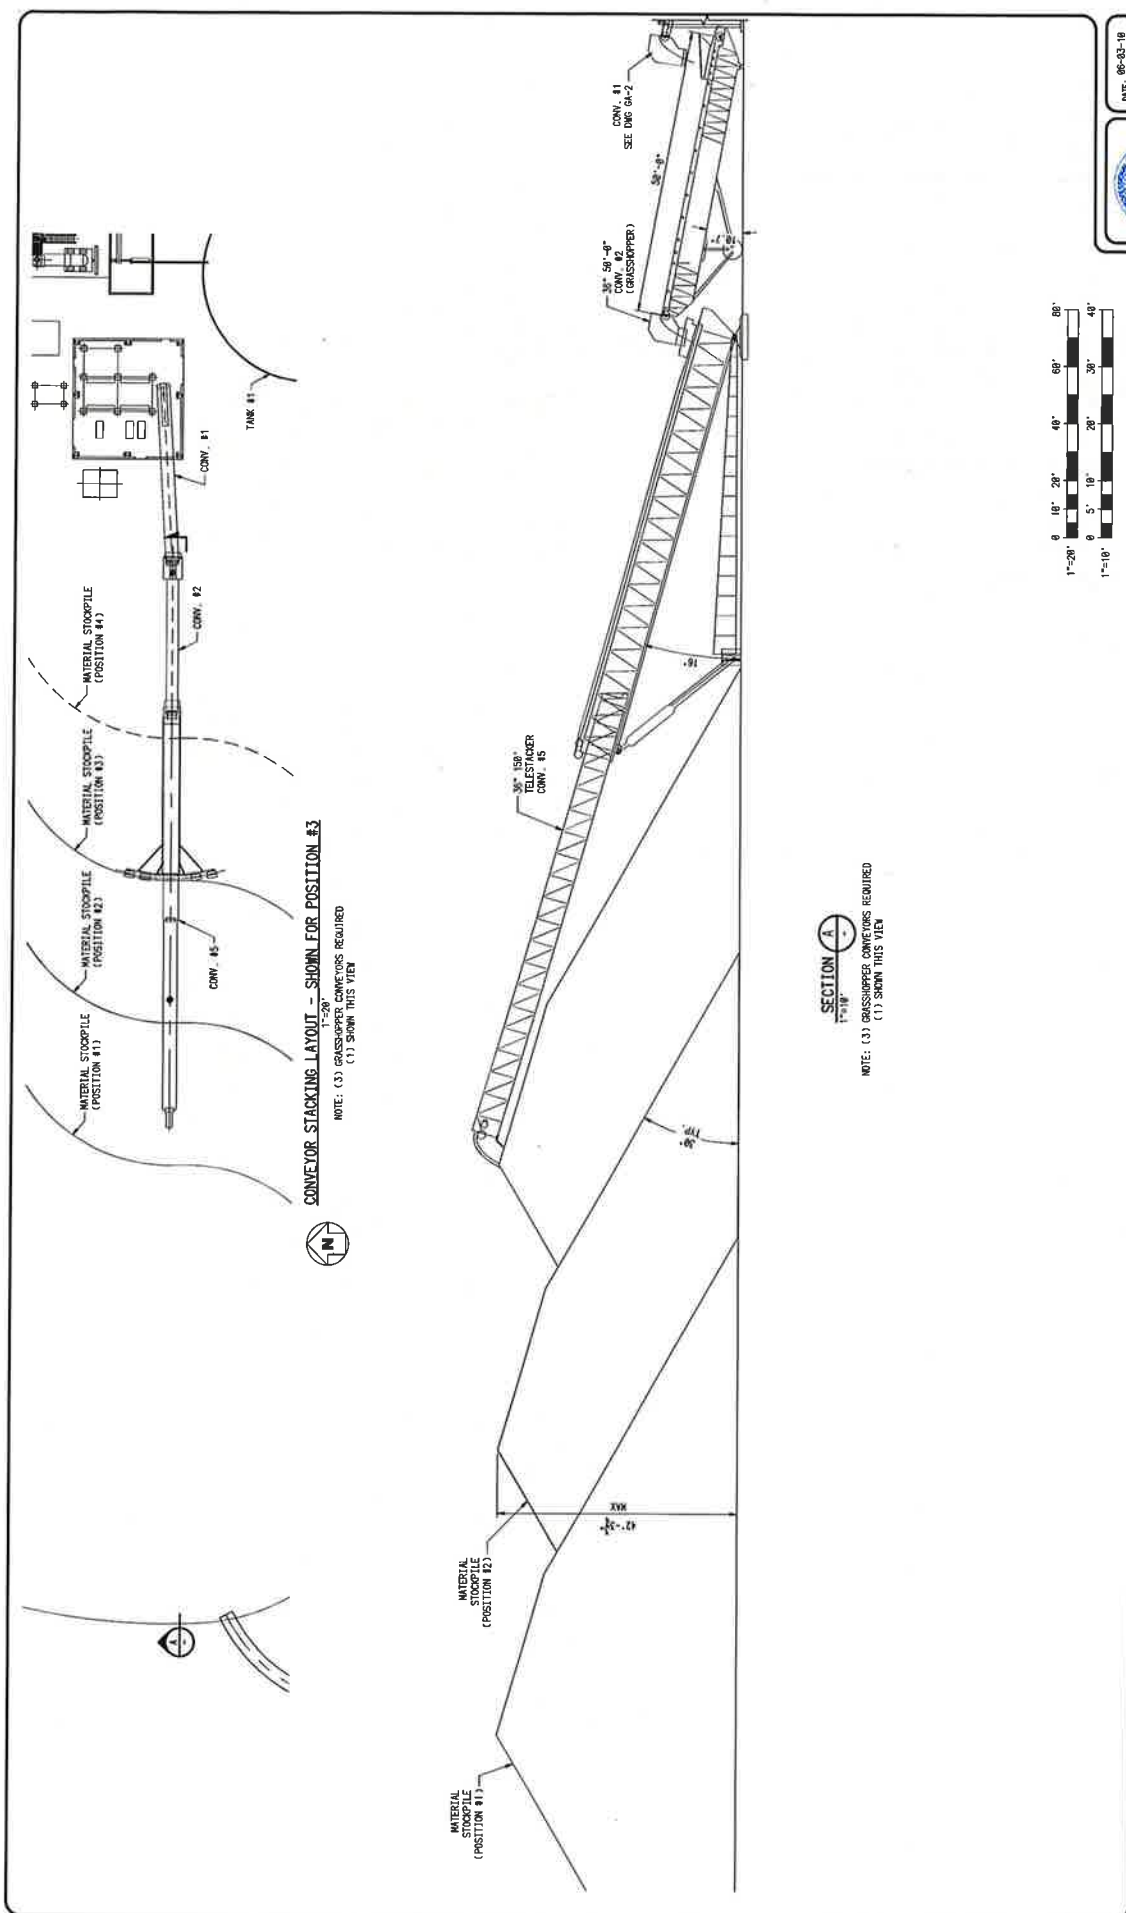 MATERIAL STOCKPILE
(POSITION #1)
MATERIAL STOCKPILE
(POSITION #2)
MATERIAL STOCKPILE
(POSITION #3)
MATERIAL STOCKPILE
(POSITION #4)
CONV. #5
CONV. #2
CONV. #1
TANK #1
A
-
N
CONVEYOR STACKING LAYOUT - SHOWN FOR POSITION #3
1"=20'
NOTE: (3) GRASSHOPPER CONVEYORS REQUIRED
(1) SHOWN THIS VIEW
MATERIAL
STOCKPILE
(POSITION #1)
MATERIAL
STOCKPILE
(POSITION #2)
MAX
30°
TYP.
36" 150'
TELESTACKER
CONV. #5
16°
36" 50'-0"
CONV. #2
(GRASSHOPPER)
50'-0"
CONV. #1
SEE DWG GA-2
SECTION
A
-
1"=10'
NOTE: (3) GRASSHOPPER CONVEYORS REQUIRED
(1) SHOWN THIS VIEW
0 10' 20' 40' 60' 80'
1"=20'
0 5' 10' 20' 30' 40'
1"=10'
DATE: 06-03-10